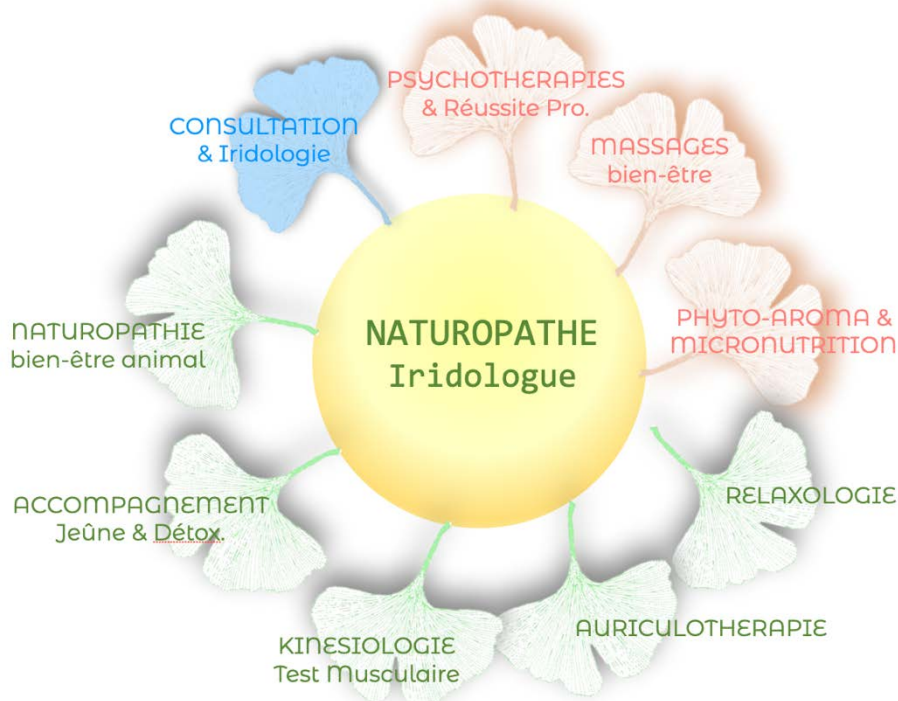 PSYCHOTHERAPIES
& Réussite Pro.
CONSULTATION
& Iridologie
MASSAGES
bien-être
NATUROPATHIE
bien-être animal
NATUROPATHE
Iridologue
PHYTO-AROMA &
MICRONUTRITION
ACCOMPAGNEMENT
Jeûne & Détox.
RELAXOLOGIE
KINESIOLOGIE
Test Musculaire
AURICULOTHERAPIE